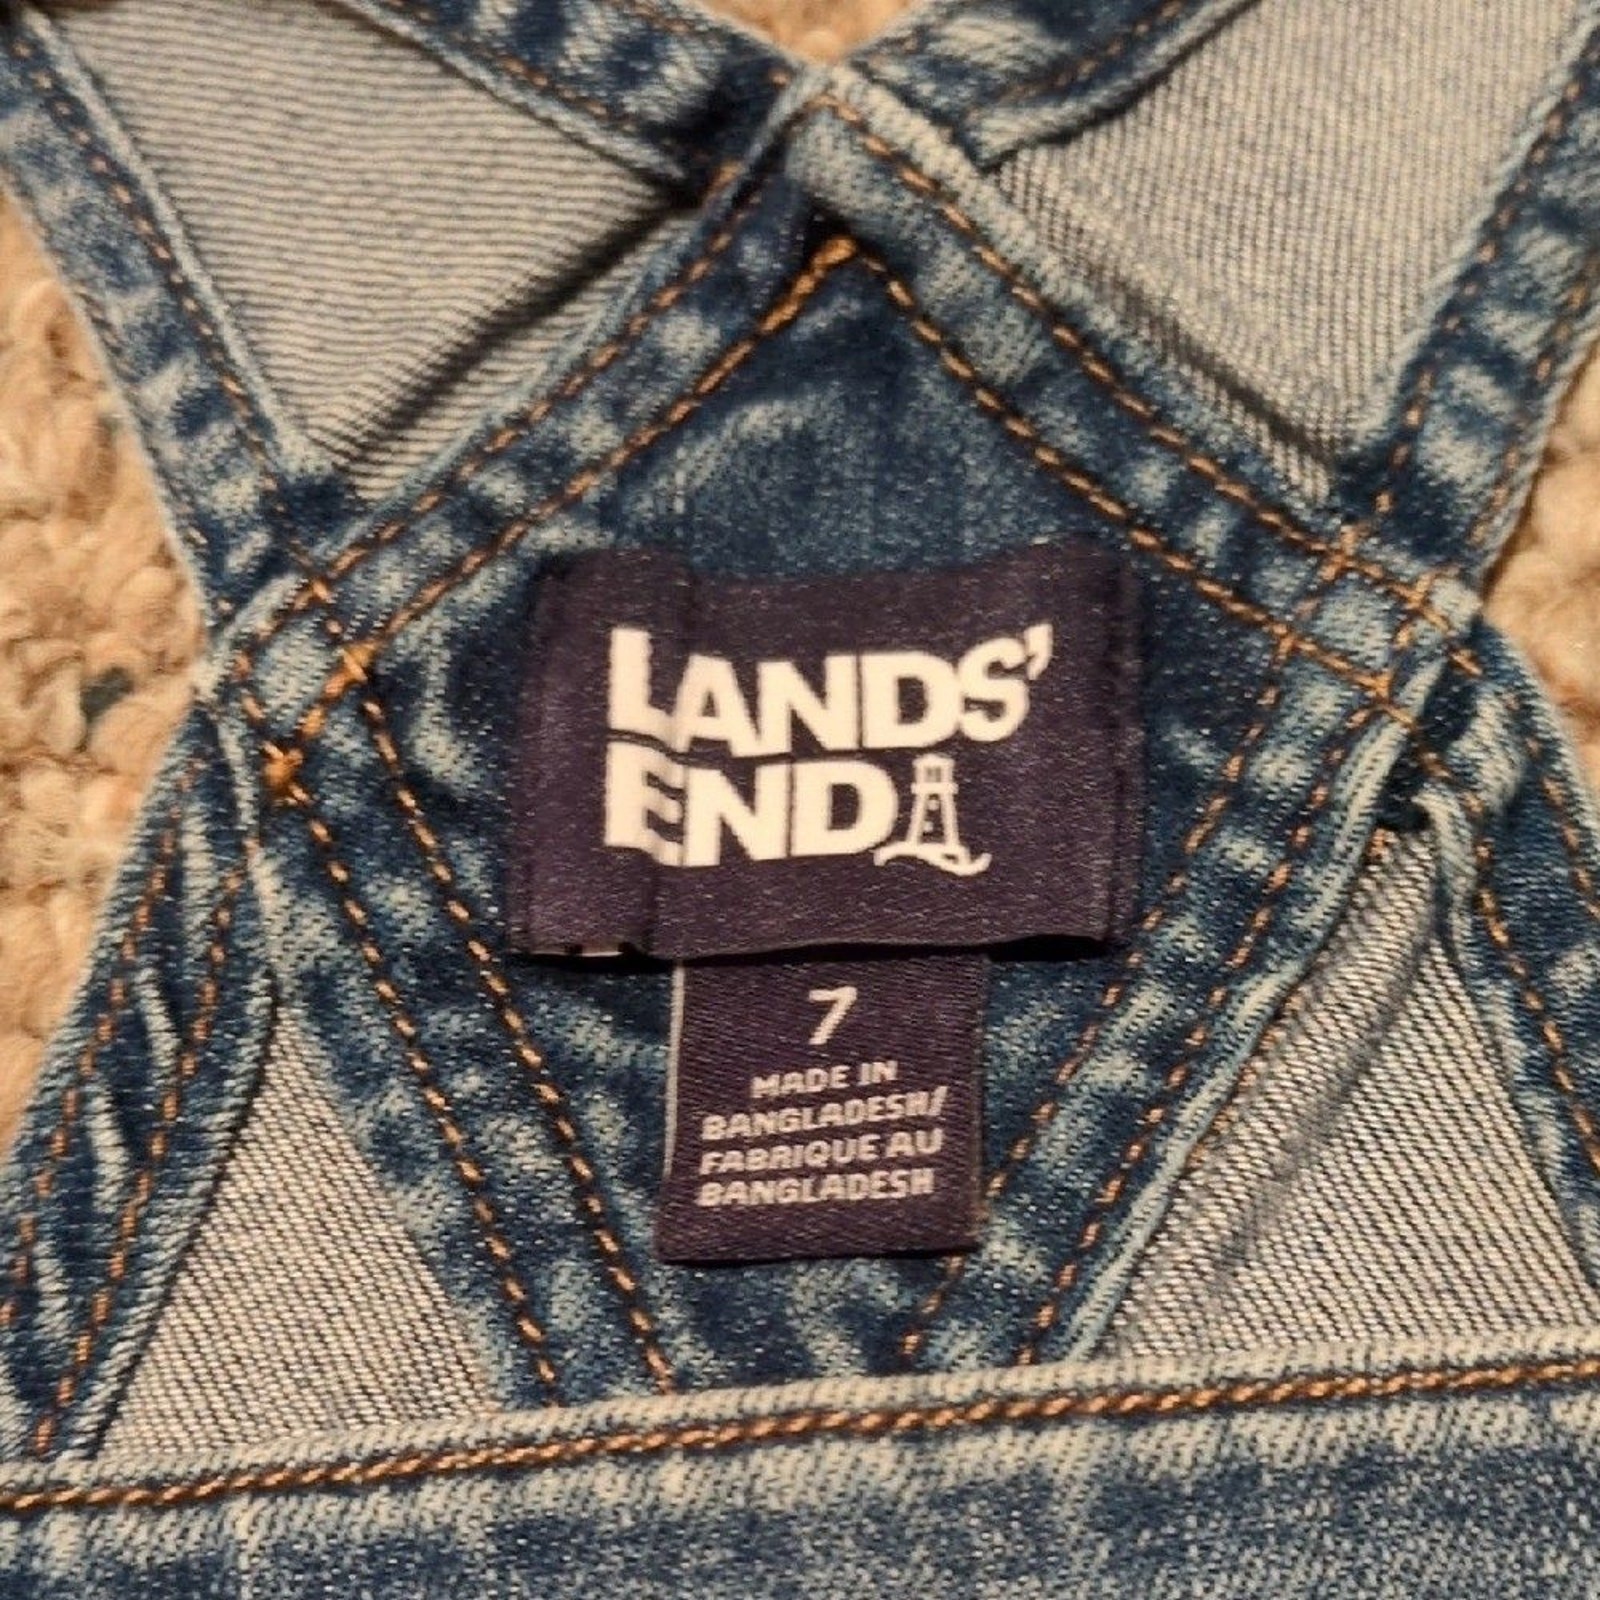 LANDS'
END
7
MADE IN
BANGLADESH/
FABRIQUE AU
BANGLADESH